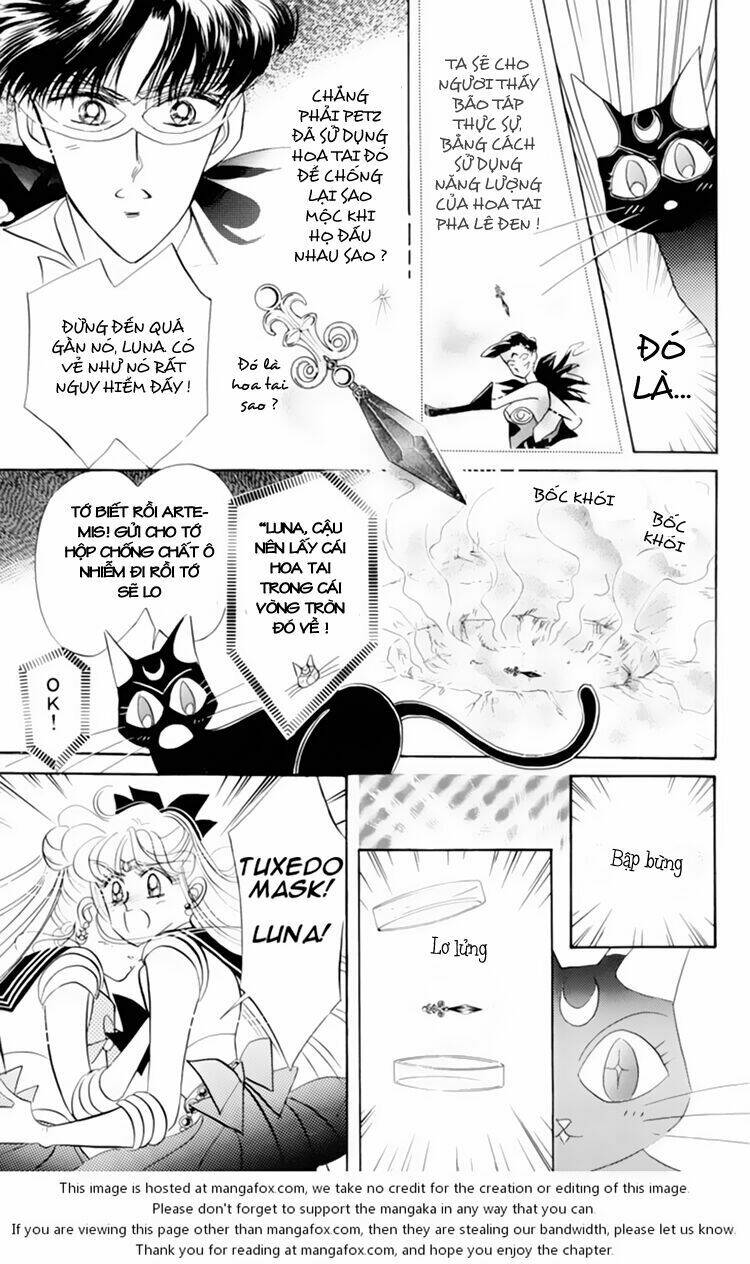 ĐÓ
LÀ...
TA SẼ CHO
NGƯƠI THẤY
BÃO TÁP
THỰC SỰ,
BẰNG CÁCH
SỬ DỤNG
NĂNG LƯỢNG
CỦA HOA TAI
PHA LÊ ĐEN !
CHẲNG
PHẢI PETZ
ĐÃ SỬ DỤNG
HOA TAI ĐÓ
ĐỂ CHỐNG
LẠI SAO
MỘC KHI
HỌ ĐẤU
NHAU SAO ?
Đó là
hoa tai
sao ?
ĐỪNG ĐẾN QUÁ
GẦN NÓ, LUNA. CÓ
VẺ NHƯ NÓ RẤT
NGUY HIỂM ĐẤY !
BỐC KHÓI
BỐC
KHÓI
“LUNA, CẬU
NÊN LẤY CÁI
HOA TAI
TRONG CÁI
VÒNG TRÒN
ĐÓ VỀ !
TỚ BIẾT RỒI ARTE-
MIS! GỬI CHO TỚ
HỘP CHỐNG CHẤT Ô
NHIỄM ĐI RỒI TỚ
SẼ LO
OK!
Bập bùng
Lơ lửng
TUXEDO
MASK!
LUNA!
This image is hosted at mangafox.com, we take no credit for the creation or editing of this image.
Please don't forget to support the mangaka in any way that you can.
If you are viewing this page other than mangafox.com, then they are stealing our bandwidth, please let us know.
Thank you for reading at mangafox.com, and hope you enjoy the chapter.